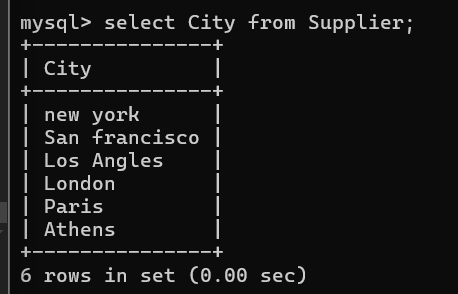 mysql> select City from Supplier;
+---------------+
| City          |
+---------------+
| new york      |
| San francisco |
| Los Angles    |
| London        |
| Paris         |
| Athens        |
+---------------+
6 rows in set (0.00 sec)